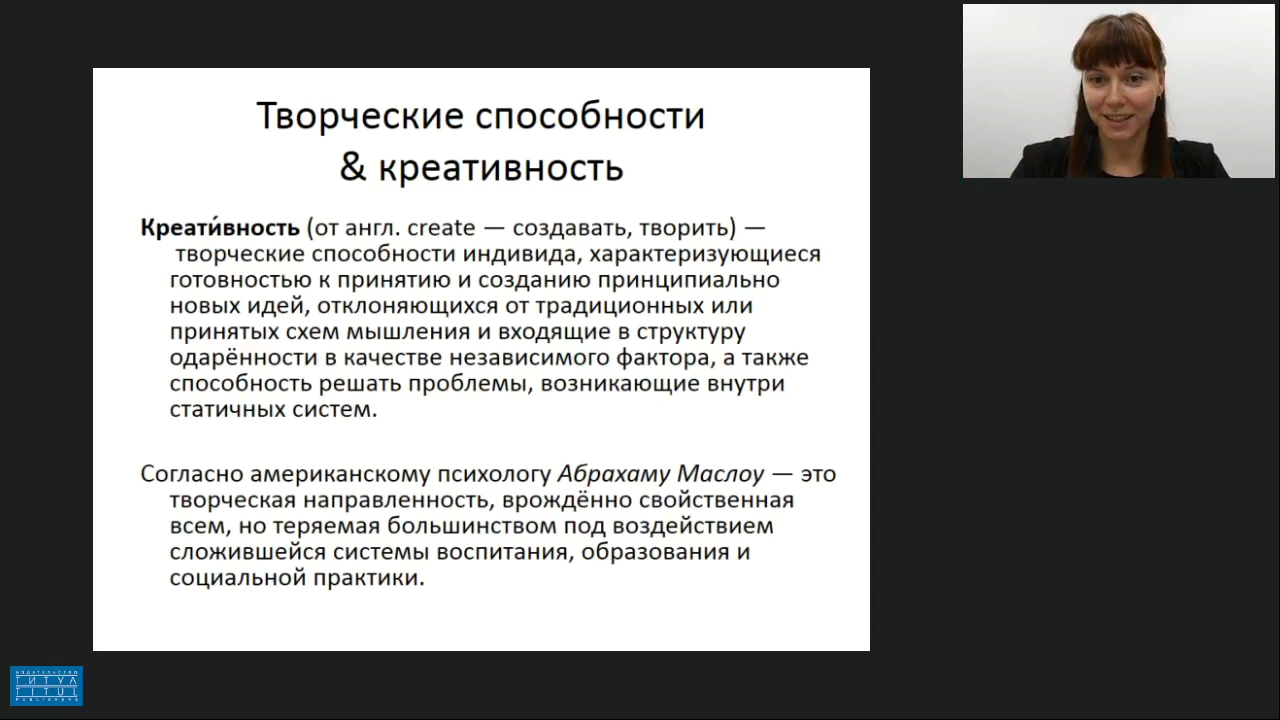 Творческие способности
& креативность
Креати́вность (от англ. create — создавать, творить) —
творческие способности индивида, характеризующиеся
готовностью к принятию и созданию принципиально
новых идей, отклоняющихся от традиционных или
принятых схем мышления и входящие в структуру
одарённости в качестве независимого фактора, а также
способность решать проблемы, возникающие внутри
статичных систем.
Согласно американскому психологу Абрахаму Маслоу — это
творческая направленность, врождённо свойственная
всем, но теряемая большинством под воздействием
сложившейся системы воспитания, образования и
социальной практики.
ИЗДАТЕЛЬСТВО
ТИТУЛ
TITUL
PUBLISHERS